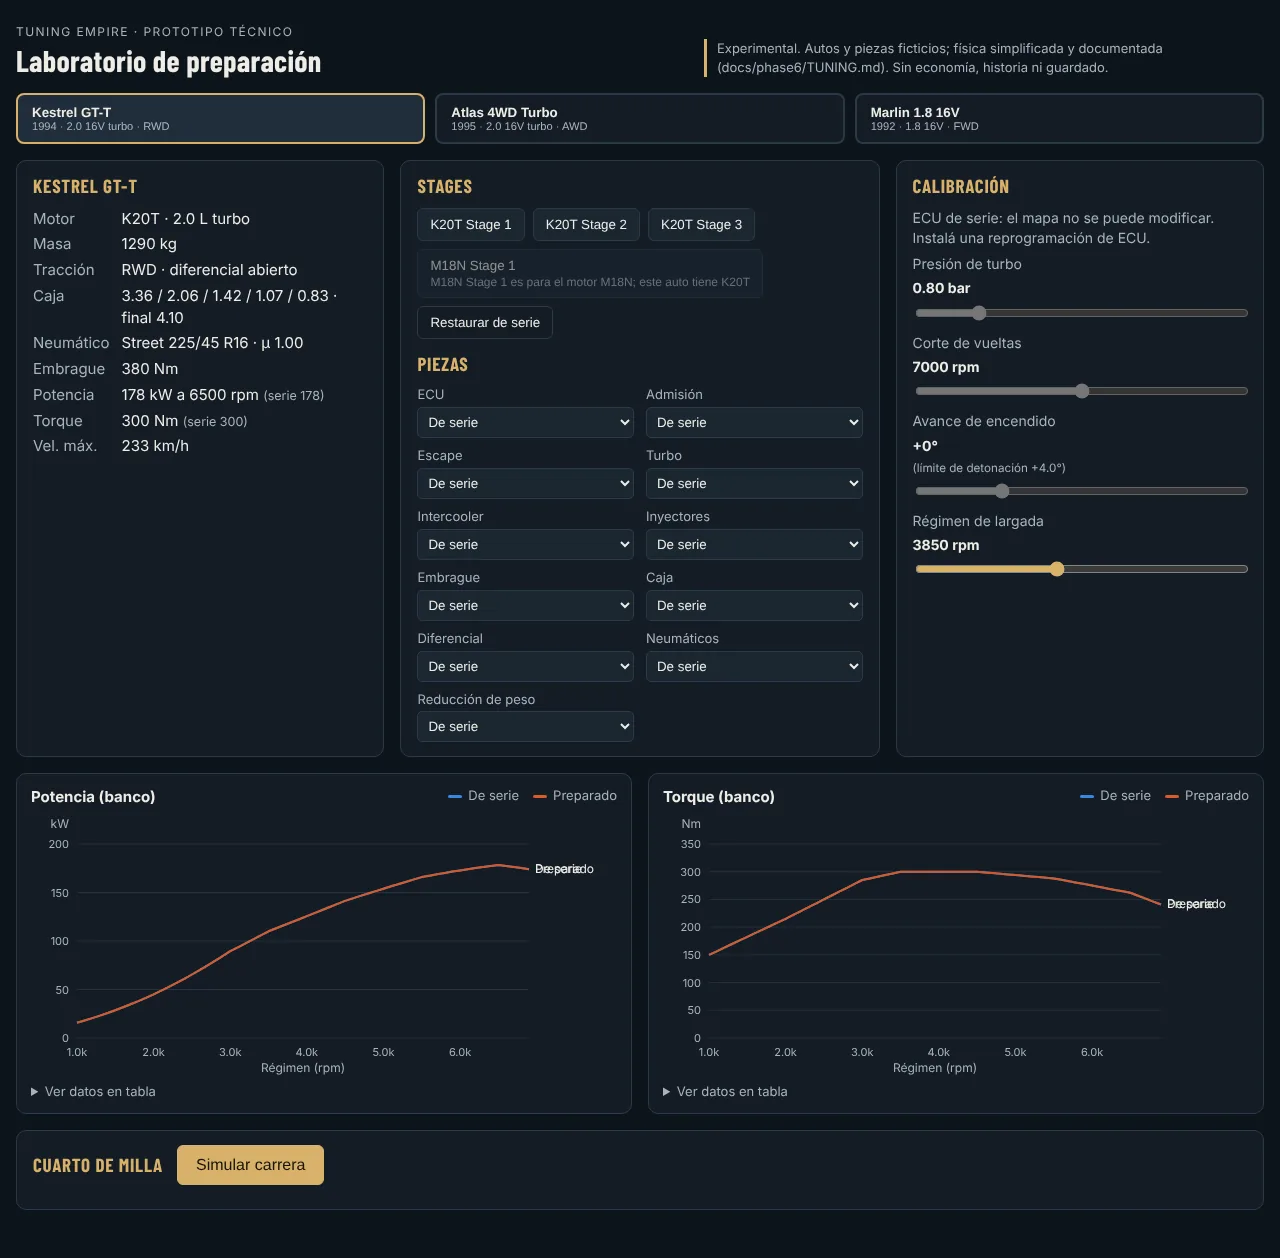 TUNING EMPIRE · PROTOTIPO TÉCNICO
Laboratorio de preparación
Experimental. Autos y piezas ficticios; física simplificada y documentada
(docs/phase6/TUNING.md). Sin economía, historia ni guardado.
Kestrel GT-T
1994 · 2.0 16V turbo · RWD
Atlas 4WD Turbo
1995 · 2.0 16V turbo · AWD
Marlin 1.8 16V
1992 · 1.8 16V · FWD
KESTREL GT-T
Motor K20T · 2.0 L turbo
Masa 1290 kg
Tracción RWD · diferencial abierto
Caja 3.36 / 2.06 / 1.42 / 1.07 / 0.83 ·
final 4.10
Neumático Street 225/45 R16 · µ 1.00
Embrague 380 Nm
Potencia 178 kW a 6500 rpm (serie 178)
Torque 300 Nm (serie 300)
Vel. máx. 233 km/h
STAGES
K20T Stage 1 K20T Stage 2 K20T Stage 3
M18N Stage 1
M18N Stage 1 es para el motor M18N; este auto tiene K20T
Restaurar de serie
PIEZAS
ECU Admisión
De serie De serie
Escape Turbo
De serie De serie
Intercooler Inyectores
De serie De serie
Embrague Caja
De serie De serie
Diferencial Neumáticos
De serie De serie
Reducción de peso
De serie
CALIBRACIÓN
ECU de serie: el mapa no se puede modificar.
Instalá una reprogramación de ECU.
Presión de turbo
0.80 bar
Corte de vueltas
7000 rpm
Avance de encendido
+0°
(límite de detonación +4.0°)
Régimen de largada
3850 rpm
Potencia (banco) De serie Preparado
kW
200
150
100
50
0
1.0k 2.0k 3.0k 4.0k 5.0k 6.0k
Régimen (rpm)
De serie
Preparado
Ver datos en tabla
Torque (banco) De serie Preparado
Nm
350
300
250
200
150
100
50
0
1.0k 2.0k 3.0k 4.0k 5.0k 6.0k
Régimen (rpm)
De serie
Preparado
Ver datos en tabla
CUARTO DE MILLA Simular carrera